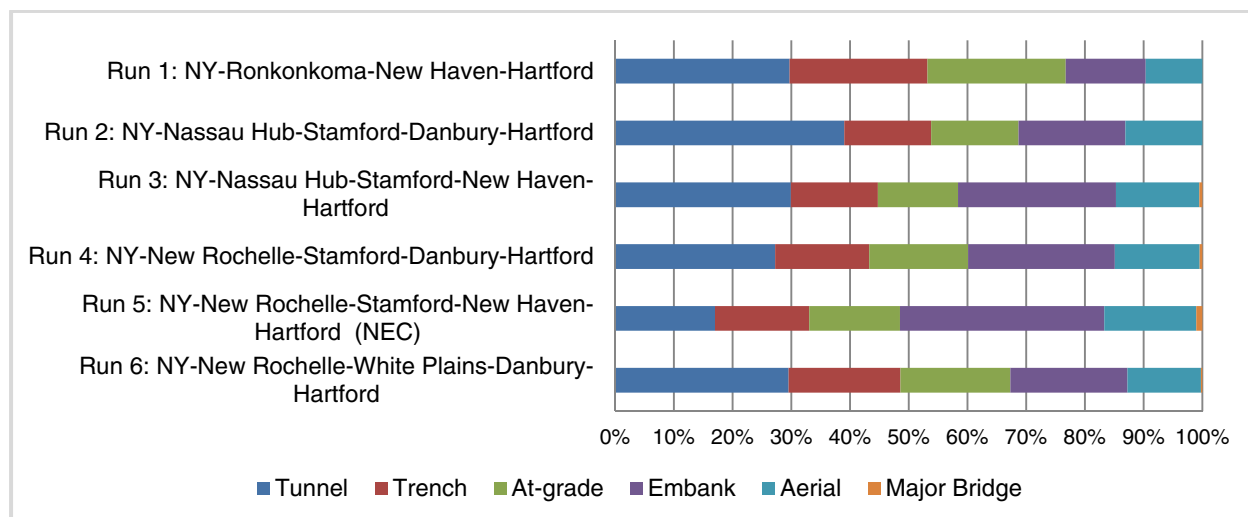 Run 1: NY-Ronkonkoma-New Haven-Hartford
Run 2: NY-Nassau Hub-Stamford-Danbury-Hartford
Run 3: NY-Nassau Hub-Stamford-New Haven-
Hartford
Run 4: NY-New Rochelle-Stamford-Danbury-Hartford
Run 5: NY-New Rochelle-Stamford-New Haven-
Hartford (NEC)
Run 6: NY-New Rochelle-White Plains-Danbury-
Hartford
0% 10% 20% 30% 40% 50% 60% 70% 80% 90% 100%
Tunnel Trench At-grade Embank Aerial Major Bridge